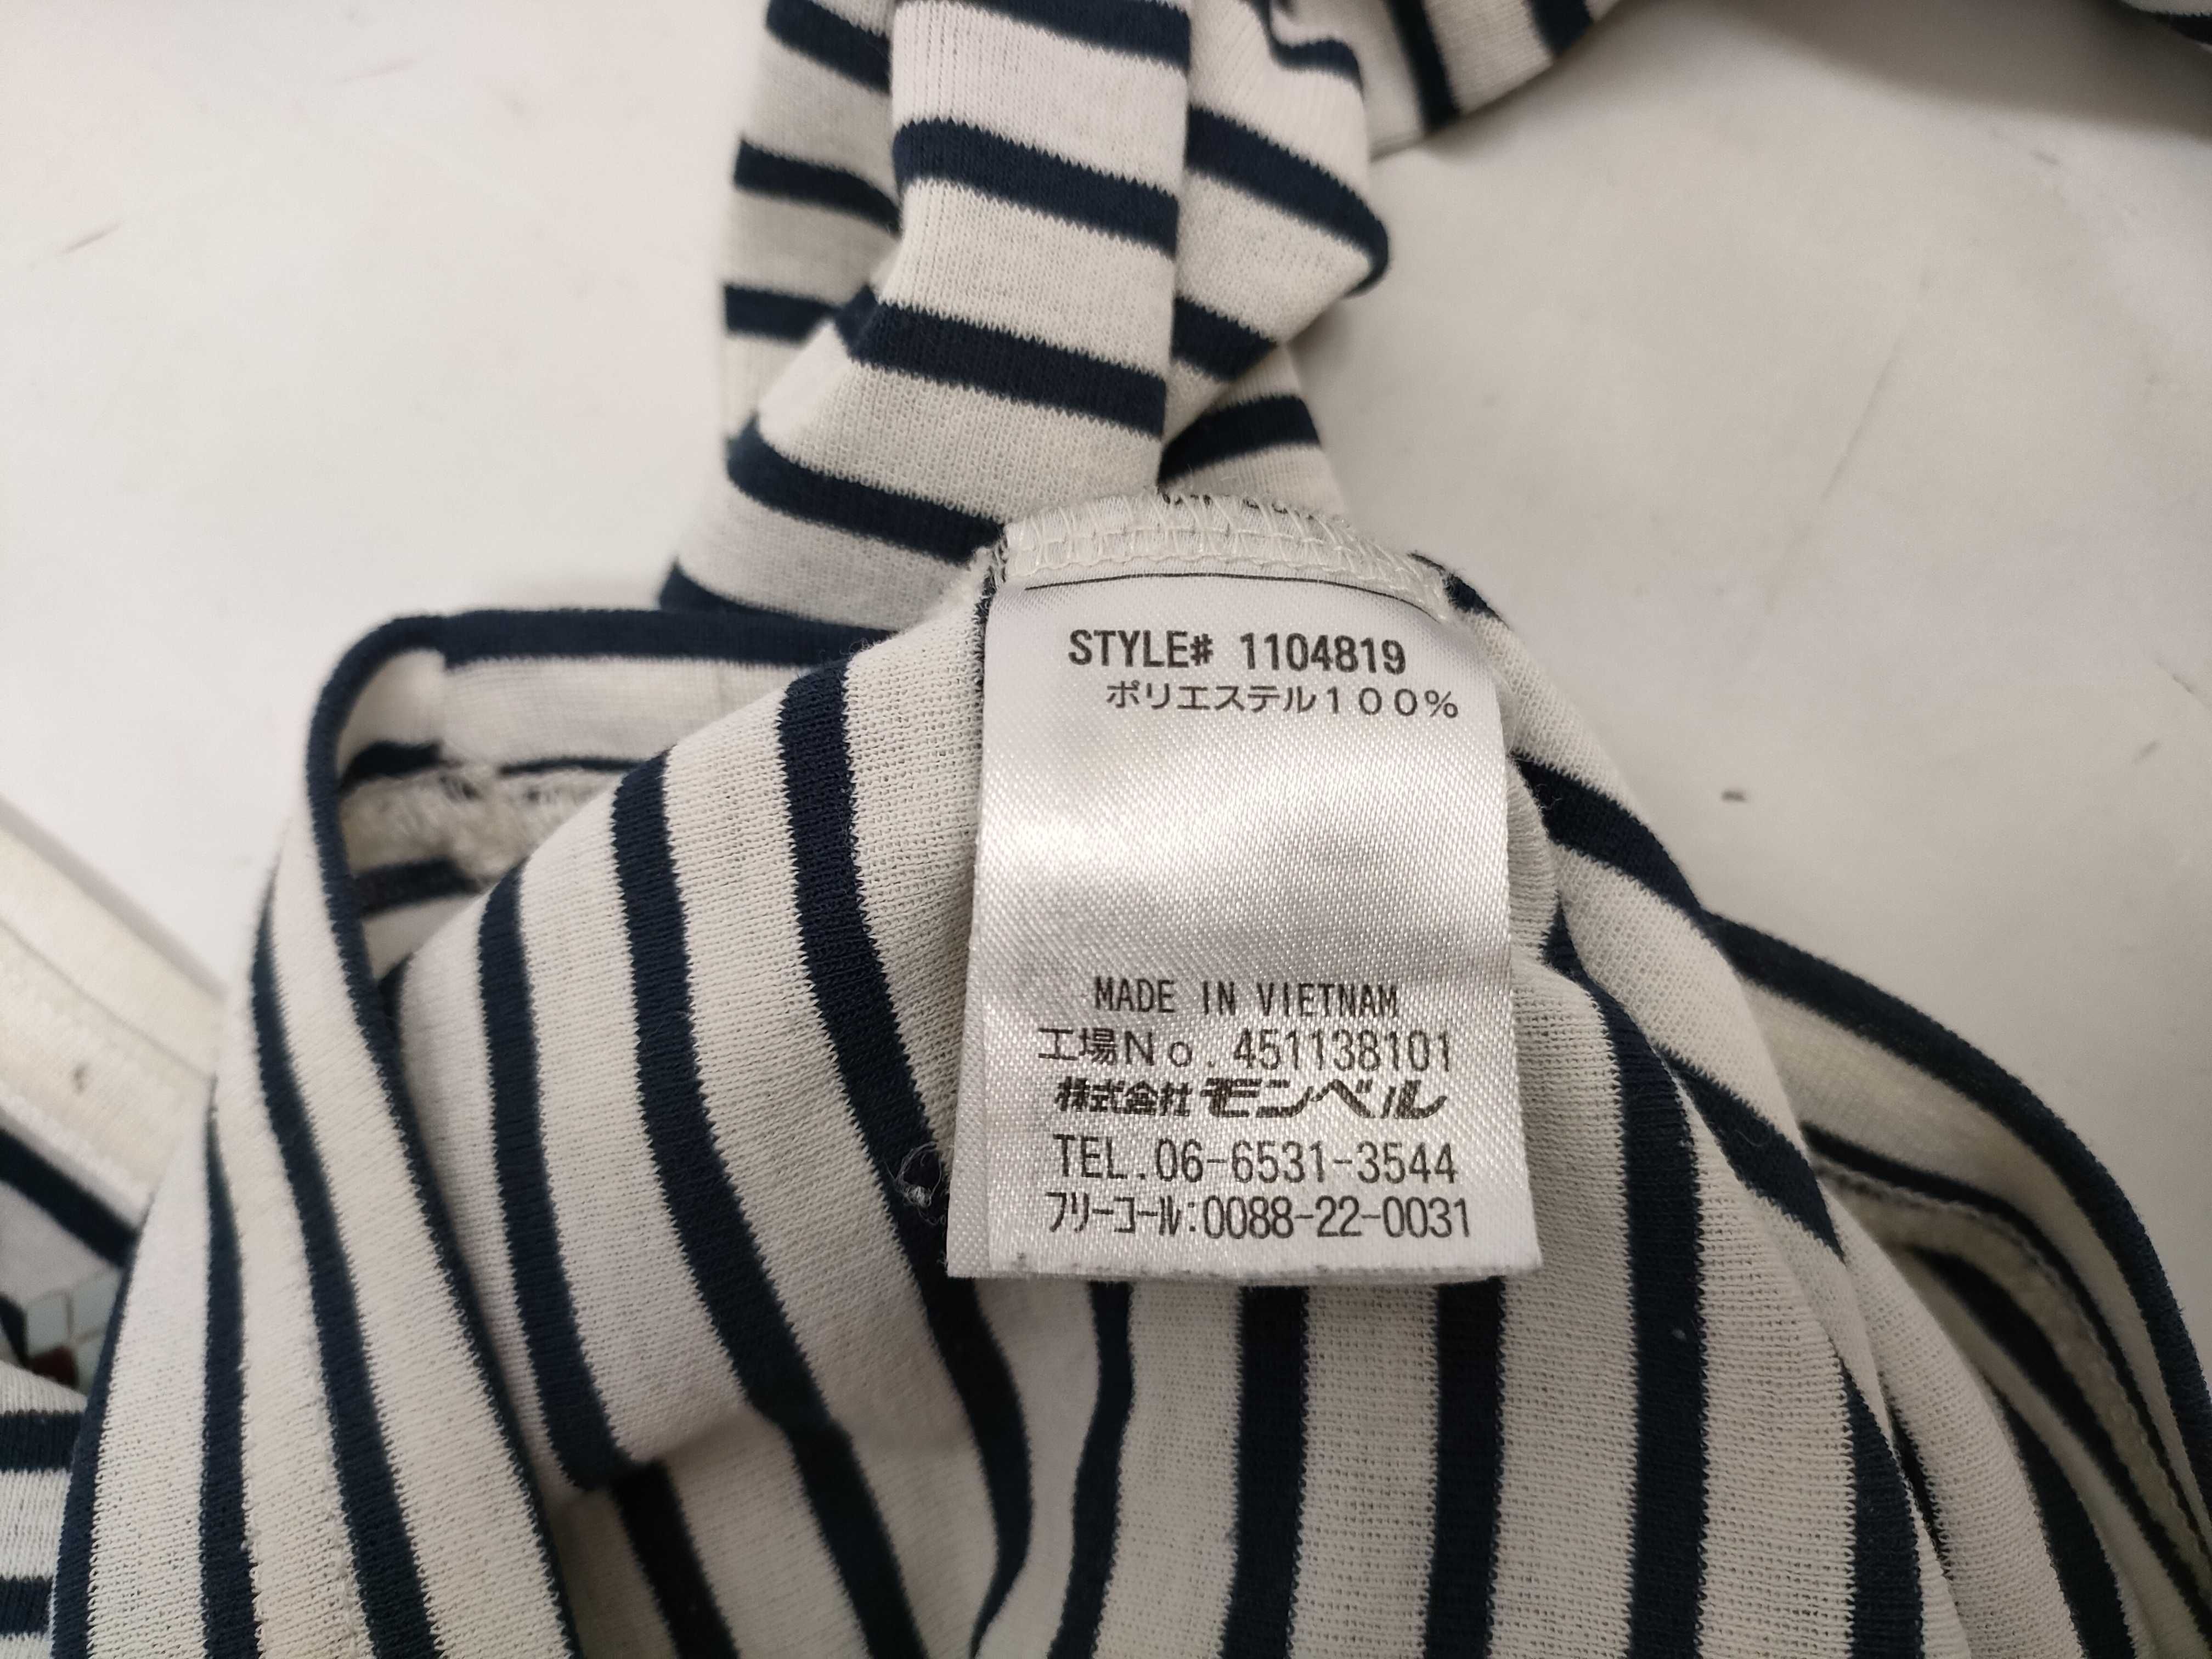 STYLE# 1104819
ポリエステル１００%
MADE IN VIETNAM
工場Ｎｏ.451138101
株式会社モンベル
TEL.06-6531-3544
ﾌﾘｰｺｰﾙ:0088-22-0031